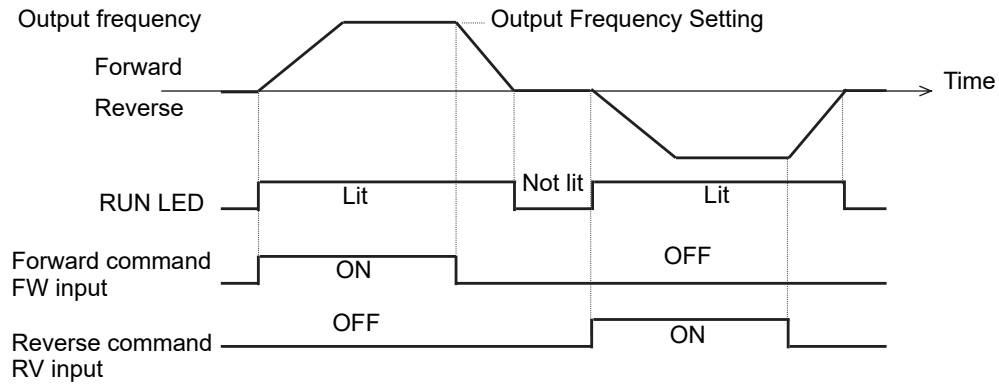 Output frequency
Output Frequency Setting
Forward
Time
Reverse
Not lit
RUN LED
Lit
Lit
Forward command
FW input
ON
OFF
OFF
Reverse command
RV input
ON